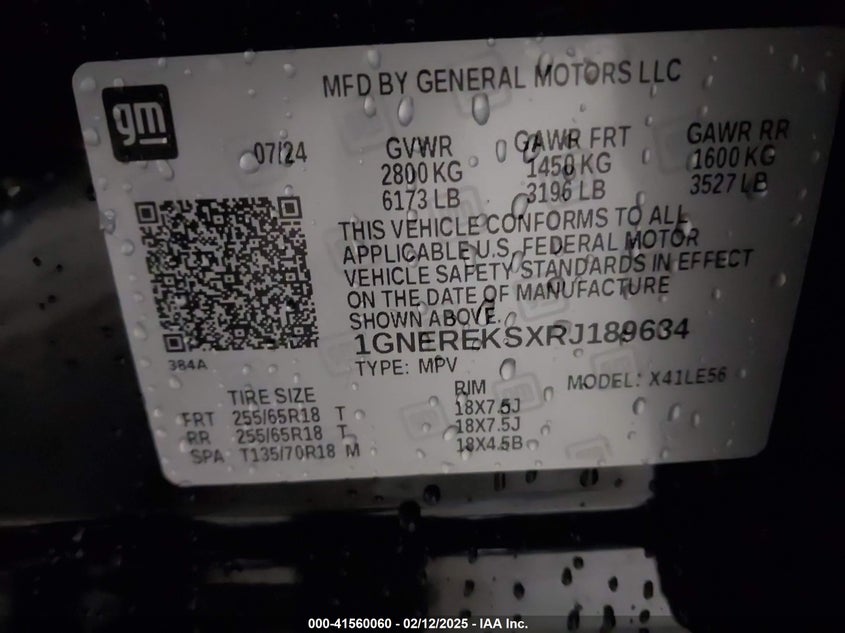 gm
MFD BY GENERAL MOTORS LLC
07/24
GVWR
2800 KG
6173 LB
GAWR FRT
1450 KG
3196 LB
GAWR RR
1600 KG
3527 LB
THIS VEHICLE CONFORMS TO ALL
APPLICABLE U.S. FEDERAL MOTOR
VEHICLE SAFETY STANDARDS IN EFFECT
ON THE DATE OF MANUFACTURE
SHOWN ABOVE.
1GNEREKSXRJ189634
TYPE: MPV
MODEL: X41LE56
384A
TIRE SIZE RIM
FRT 255/65R18 T 18X7.5J
RR 255/65R18 T 18X7.5J
SPA T135/70R18 M 18X4.5B
000-41560060 - 02/12/2025 - IAA Inc.